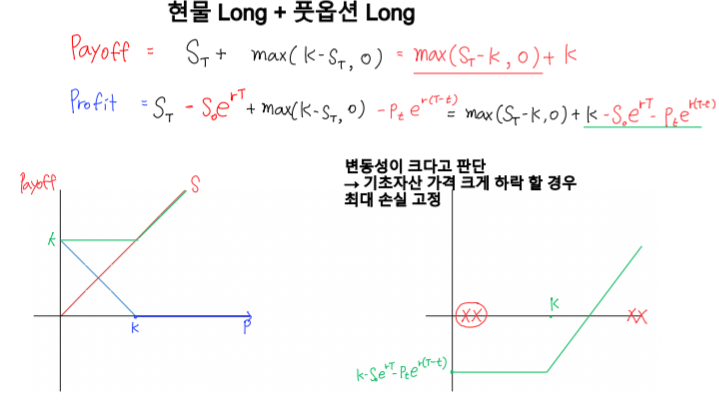 현물 Long + 풋옵션 Long
Payoff = S_T + max(K-S_T, 0) = max(S_T-K, 0) + K
Profit = S_T - S₀e^{rT} + max(K-S_T, 0) - P_t e^{r(T-t)} = max(S_T-K, 0) + K - S₀e^{rT} - P_t e^{r(T-t)}
변동성이 크다고 판단
→ 기초자산 가격 크게 하락 할 경우
최대 손실 고정
Payoff
S
K
K
P
XX
K
XX
K-S₀e^{rT}-P_t e^{r(T-t)}